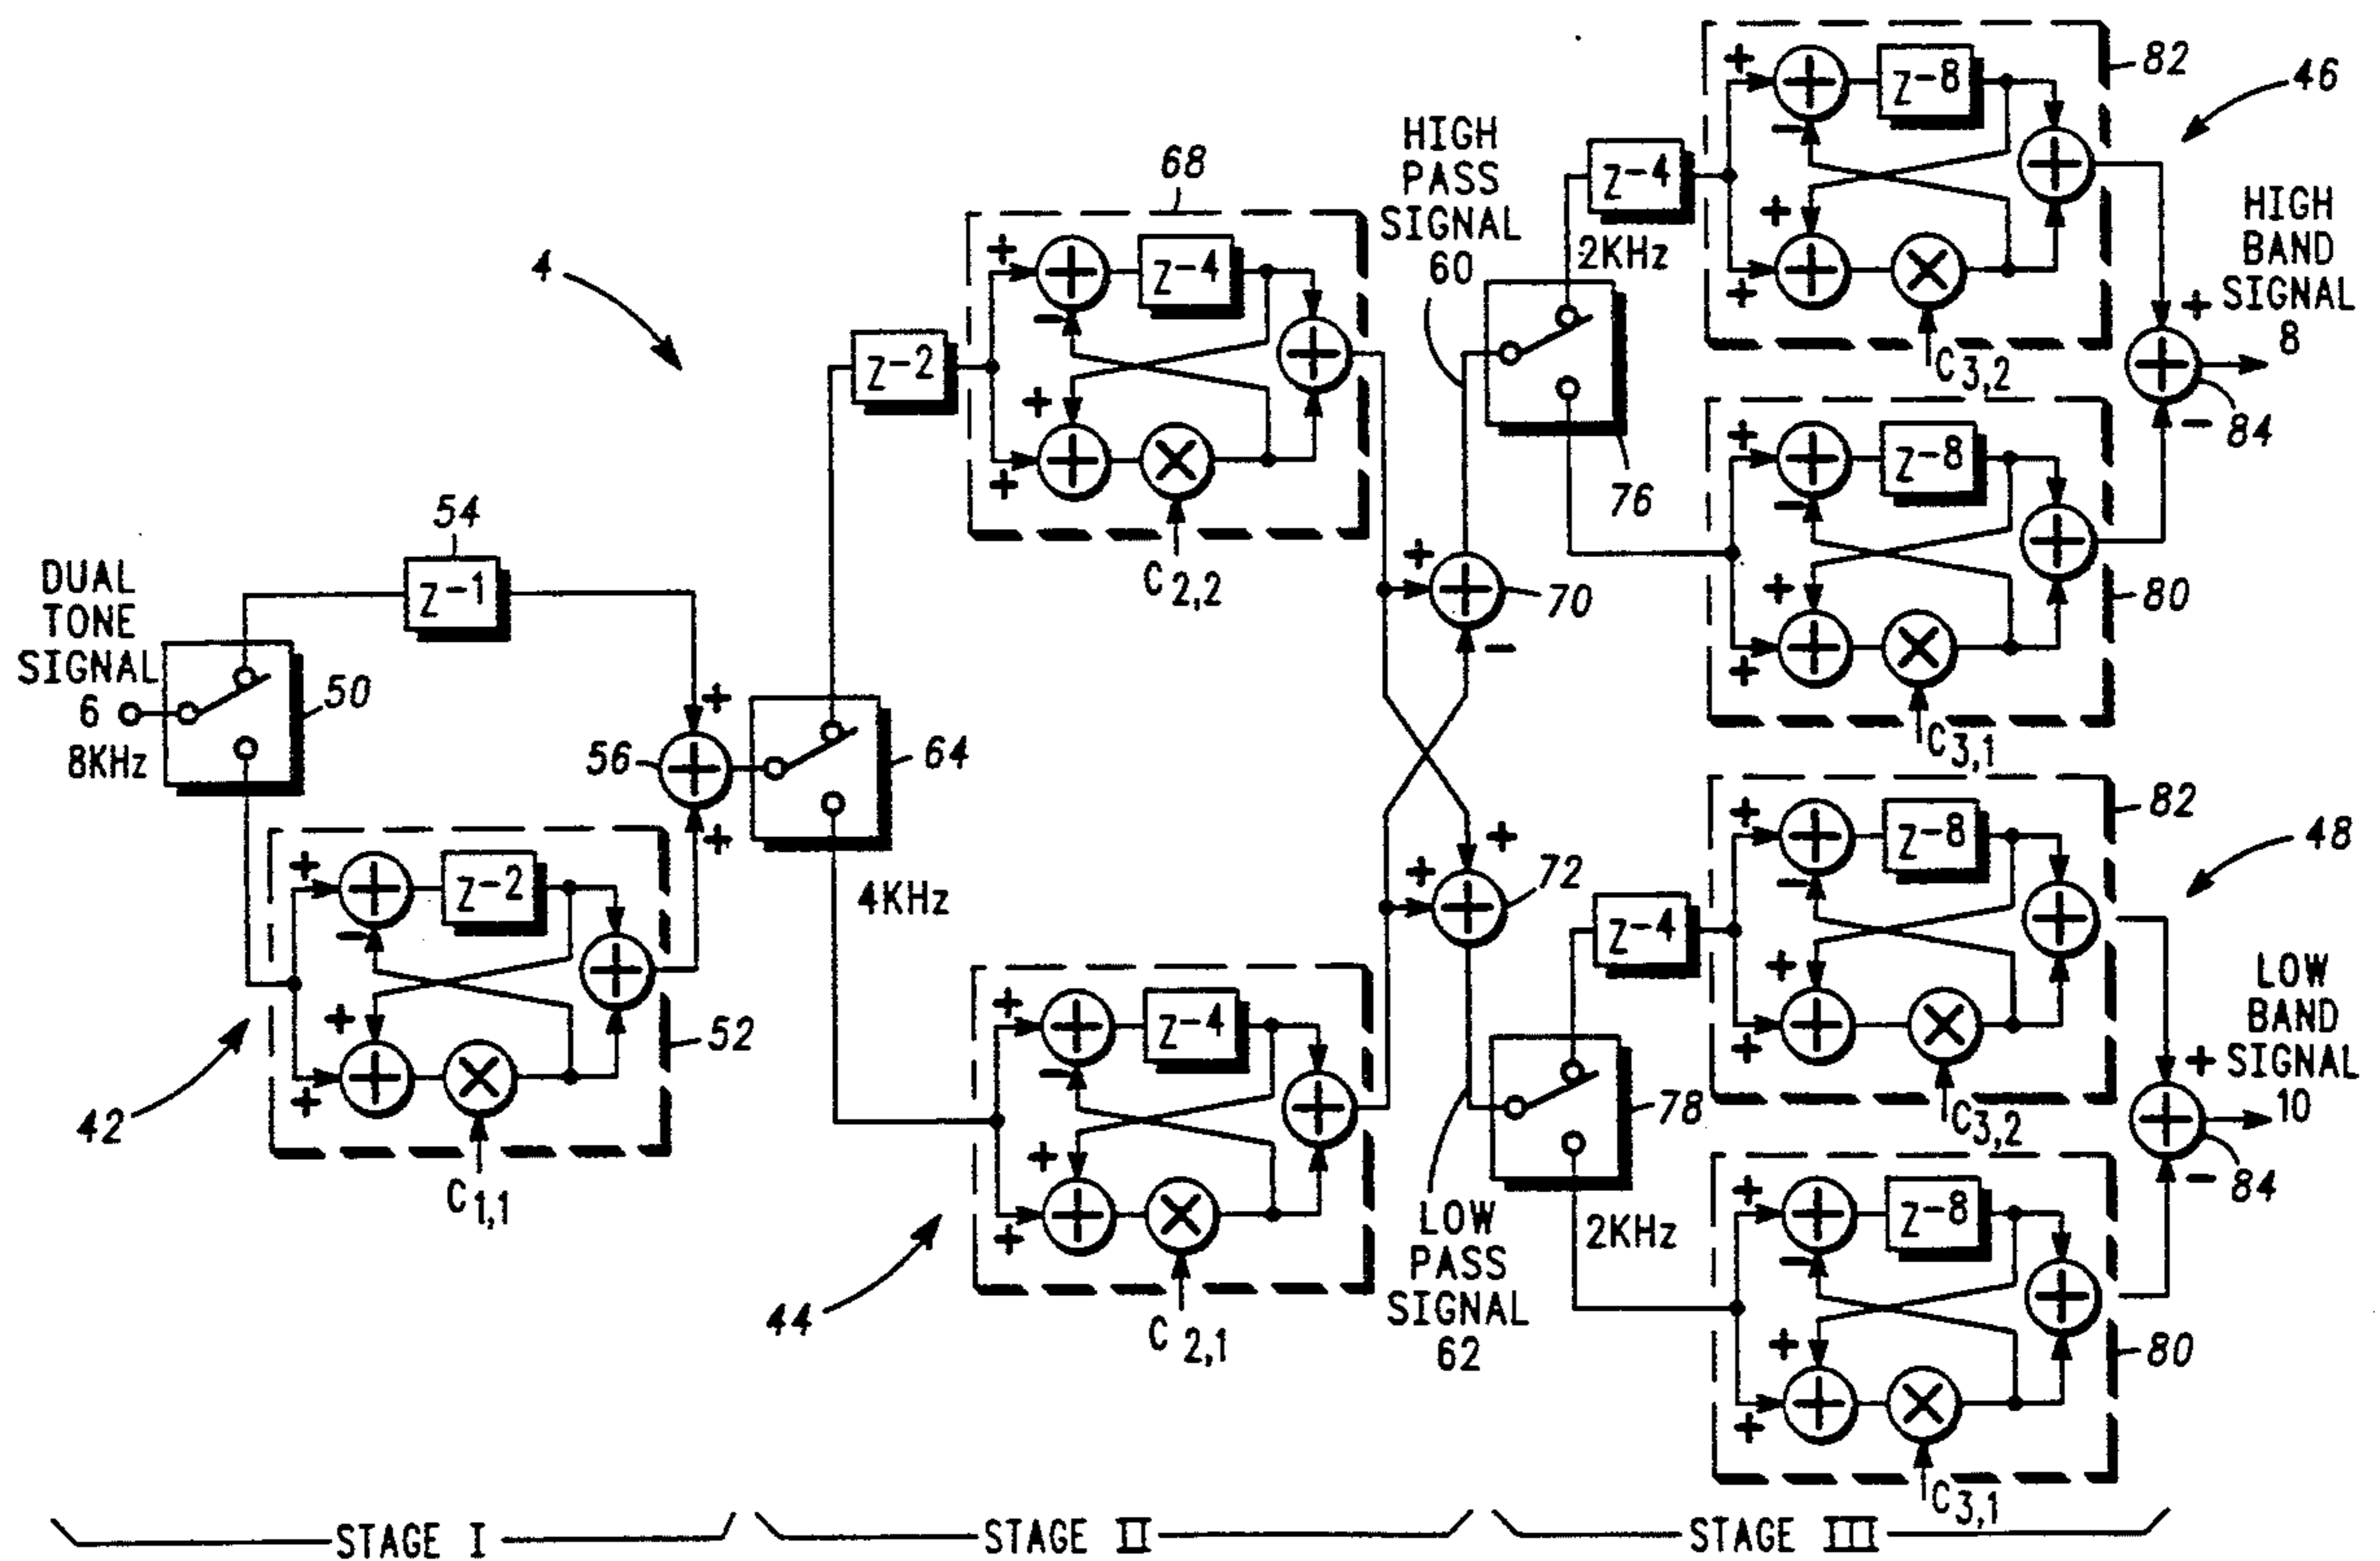 4
DUAL
TONE
SIGNAL
6
8KHz
50
54
Z-1
+
56
+
42
+
Z-2
−
+
+
52
C1,1
64
4KHz
Z-2
68
+
Z-4
−
+
+
C2,2
44
+
Z-4
−
+
+
C2,1
+
70
−
+
+
72
HIGH
PASS
SIGNAL
60
LOW
PASS
SIGNAL
62
76
2KHz
Z-4
82
46
+
Z-8
−
+
+
C3,2
+
Z-8
−
+
+
80
C3,1
HIGH
BAND
SIGNAL
8
+
−
84
78
2KHz
Z-4
82
48
+
Z-8
−
+
+
C3,2
+
Z-8
−
+
+
80
C3,1
LOW
BAND
SIGNAL
10
+
−
84
STAGE I
STAGE II
STAGE III